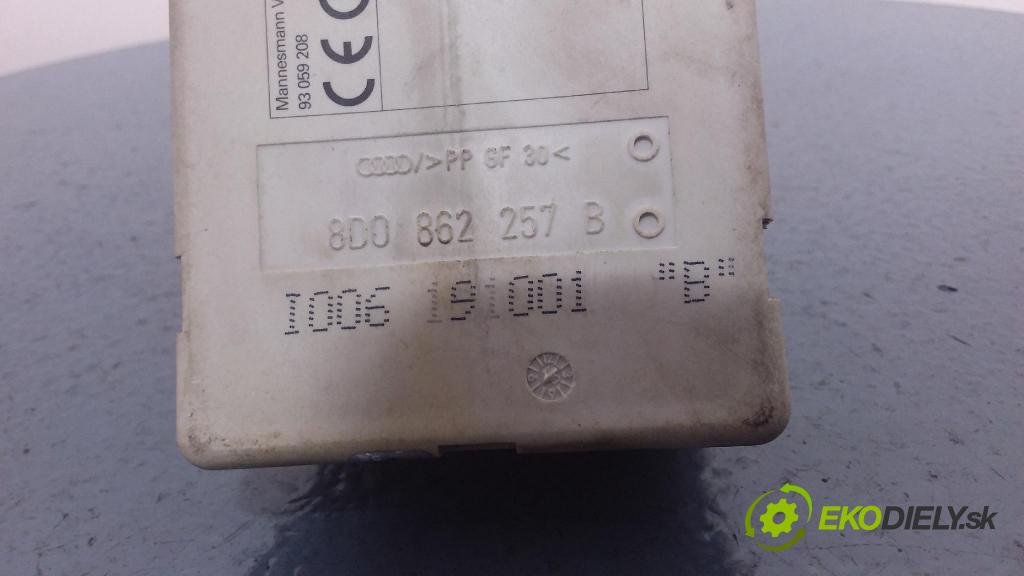 Mannesmann V
93 059 208
CE
/>PP GF 30<
8D0 862 257 B
I006 191001 "B"
EKODIELY.sk